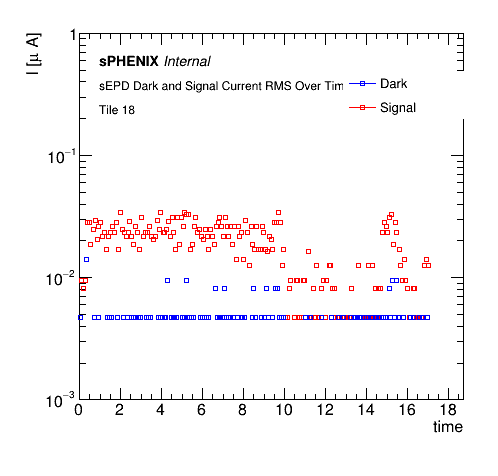 I [μ A]
1
sPHENIX Internal
sEPD Dark and Signal Current RMS Over Tim
Tile 18
Dark
Signal
10−1
10−2
10−3
0 2 4 6 8 10 12 14 16 18
time